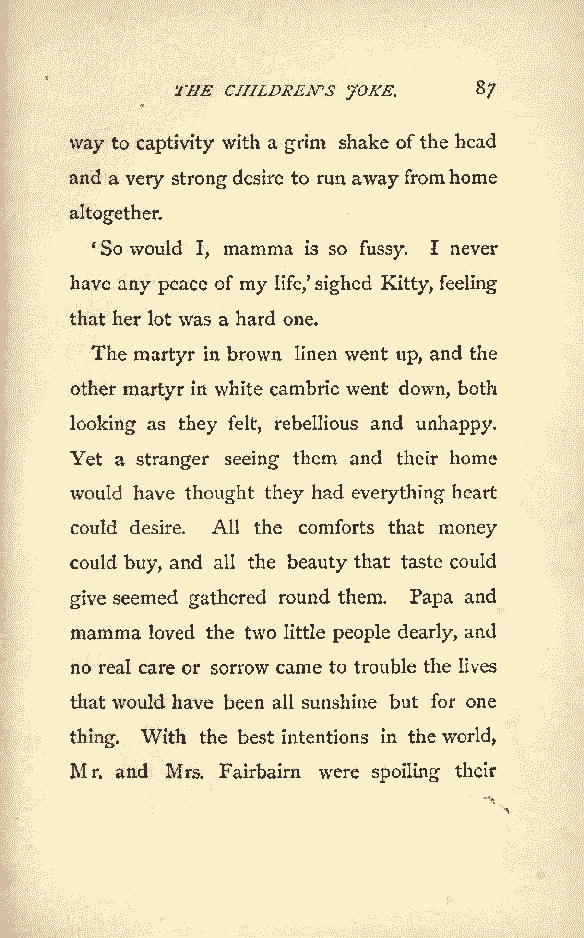 THE CHILDREN'S JOKE. 87
way to captivity with a grim shake of the head
and a very strong desire to run away from home
altogether.
‘So would I, mamma is so fussy. I never
have any peace of my life,’ sighed Kitty, feeling
that her lot was a hard one.
The martyr in brown linen went up, and the
other martyr in white cambric went down, both
looking as they felt, rebellious and unhappy.
Yet a stranger seeing them and their home
would have thought they had everything heart
could desire. All the comforts that money
could buy, and all the beauty that taste could
give seemed gathered round them. Papa and
mamma loved the two little people dearly, and
no real care or sorrow came to trouble the lives
that would have been all sunshine but for one
thing. With the best intentions in the world,
Mr. and Mrs. Fairbairn were spoiling their